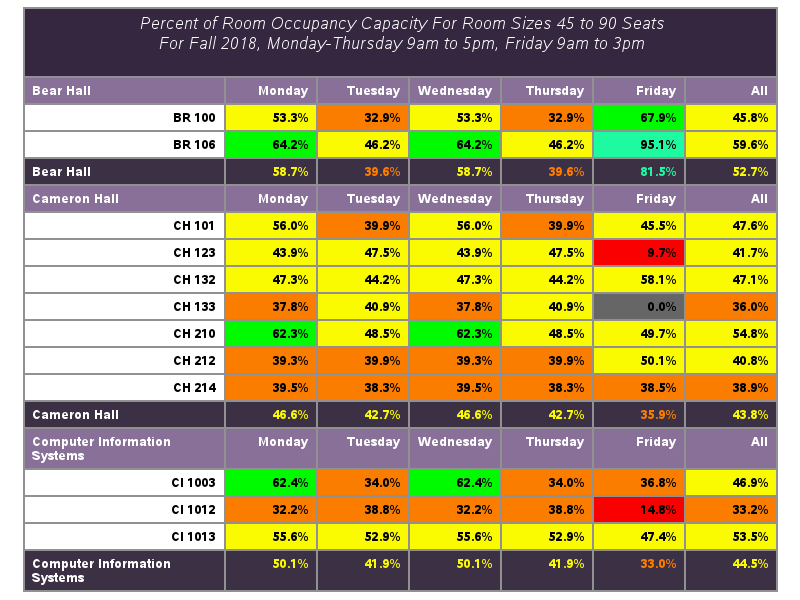 Percent of Room Occupancy Capacity For Room Sizes 45 to 90 Seats
For Fall 2018, Monday-Thursday 9am to 5pm, Friday 9am to 3pm
Bear Hall Monday Tuesday Wednesday Thursday Friday All
BR 100 53.3% 32.9% 53.3% 32.9% 67.9% 45.8%
BR 106 64.2% 46.2% 64.2% 46.2% 95.1% 59.6%
Bear Hall 58.7% 39.6% 58.7% 39.6% 81.5% 52.7%
Cameron Hall Monday Tuesday Wednesday Thursday Friday All
CH 101 56.0% 39.9% 56.0% 39.9% 45.5% 47.6%
CH 123 43.9% 47.5% 43.9% 47.5% 9.7% 41.7%
CH 132 47.3% 44.2% 47.3% 44.2% 58.1% 47.1%
CH 133 37.8% 40.9% 37.8% 40.9% 0.0% 36.0%
CH 210 62.3% 48.5% 62.3% 48.5% 49.7% 54.8%
CH 212 39.3% 39.9% 39.3% 39.9% 50.1% 40.8%
CH 214 39.5% 38.3% 39.5% 38.3% 38.5% 38.9%
Cameron Hall 46.6% 42.7% 46.6% 42.7% 35.9% 43.8%
Computer Information Monday Tuesday Wednesday Thursday Friday All
Systems
CI 1003 62.4% 34.0% 62.4% 34.0% 36.8% 46.9%
CI 1012 32.2% 38.8% 32.2% 38.8% 14.8% 33.2%
CI 1013 55.6% 52.9% 55.6% 52.9% 47.4% 53.5%
Computer Information 50.1% 41.9% 50.1% 41.9% 33.0% 44.5%
Systems